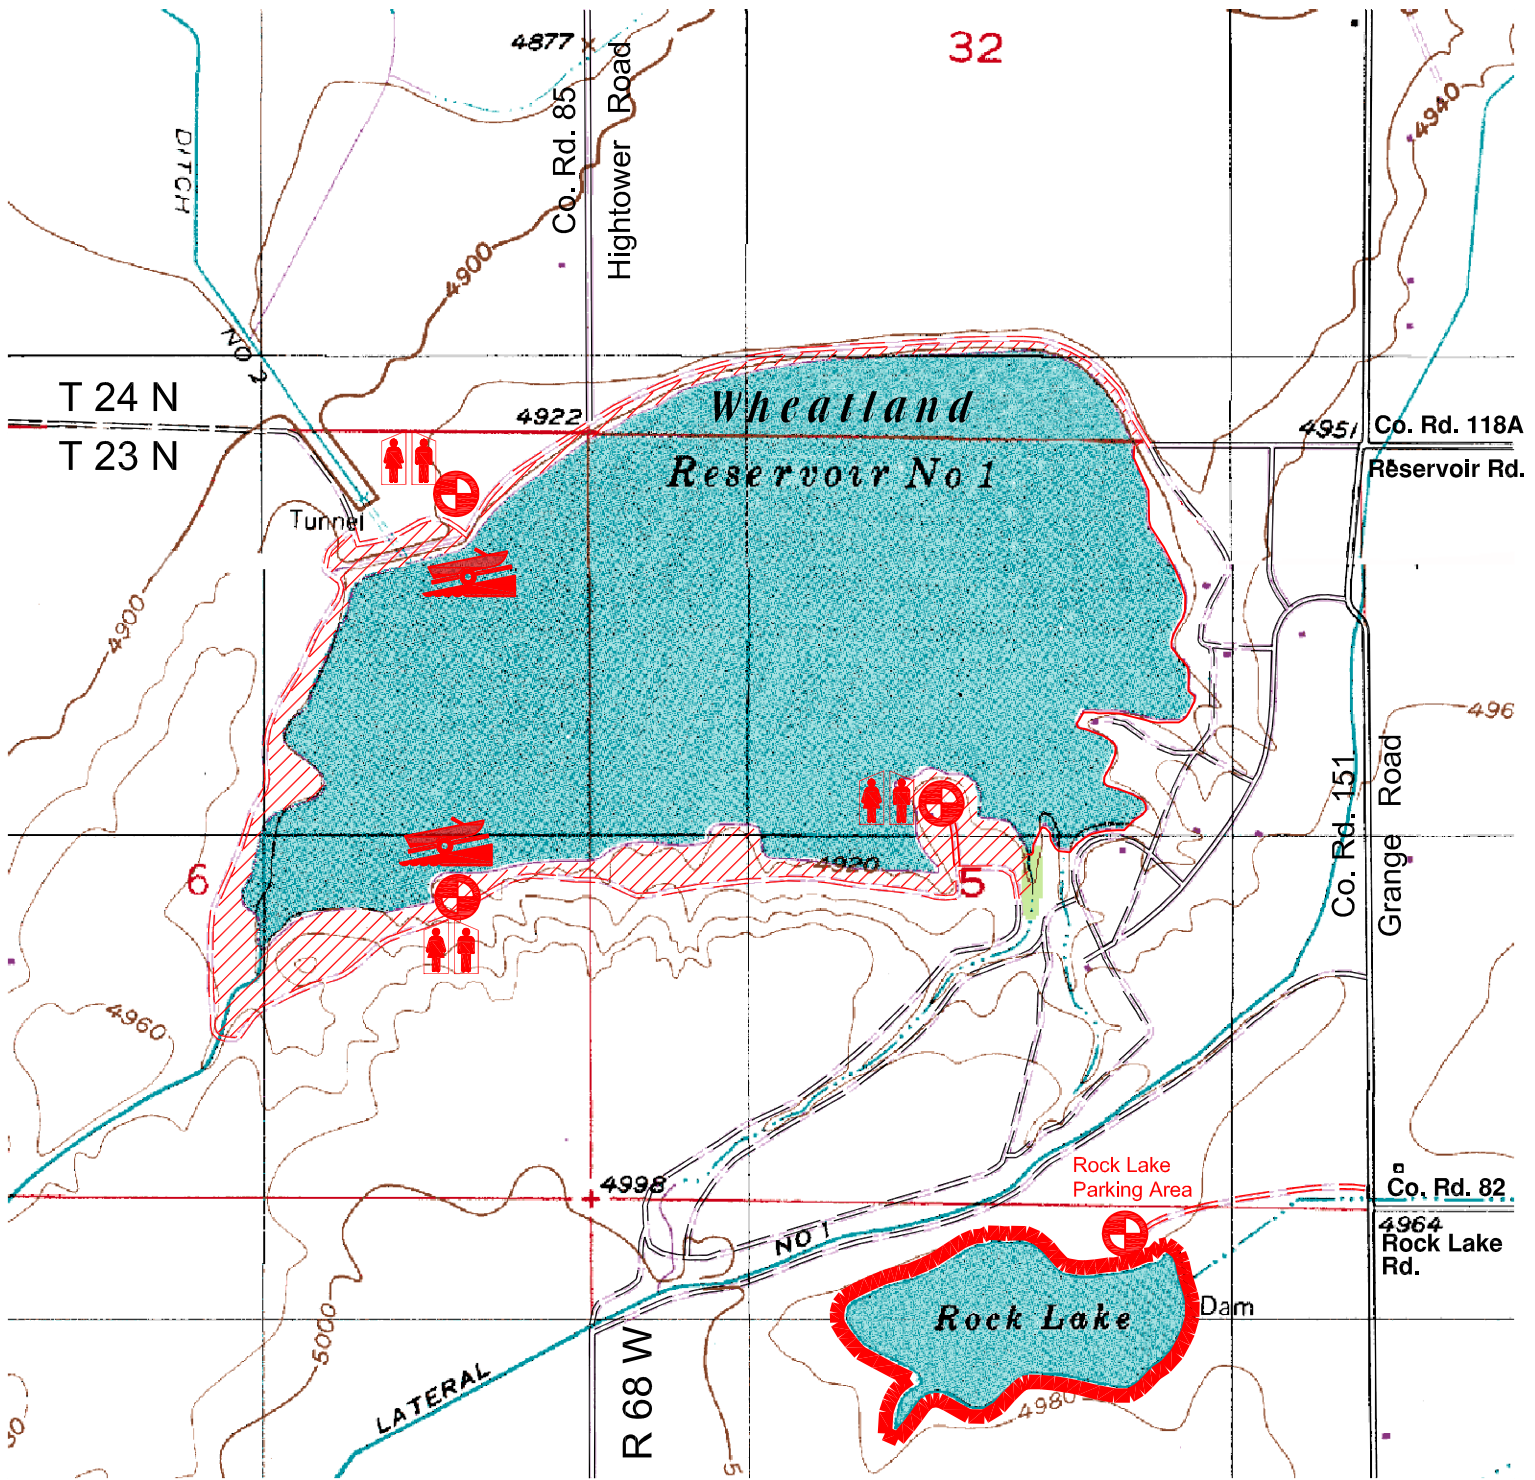 4877
32
Co. Rd. 85
Hightower Road
4940
DITCH
4900
NO 2
T 24 N
4922
Wheatland
4951
Co. Rd. 118A
T 23 N
Reservoir No 1
Reservoir Rd.
Tunnel
4900
496
Co. Rd. 151
Grange Road
4920
6
5
4960
Rock Lake
Parking Area
4998
Co. Rd. 82
4964
NO 1
Rock Lake
Rd.
Dam
Rock Lake
5000
R 68 W
LATERAL
4980
5